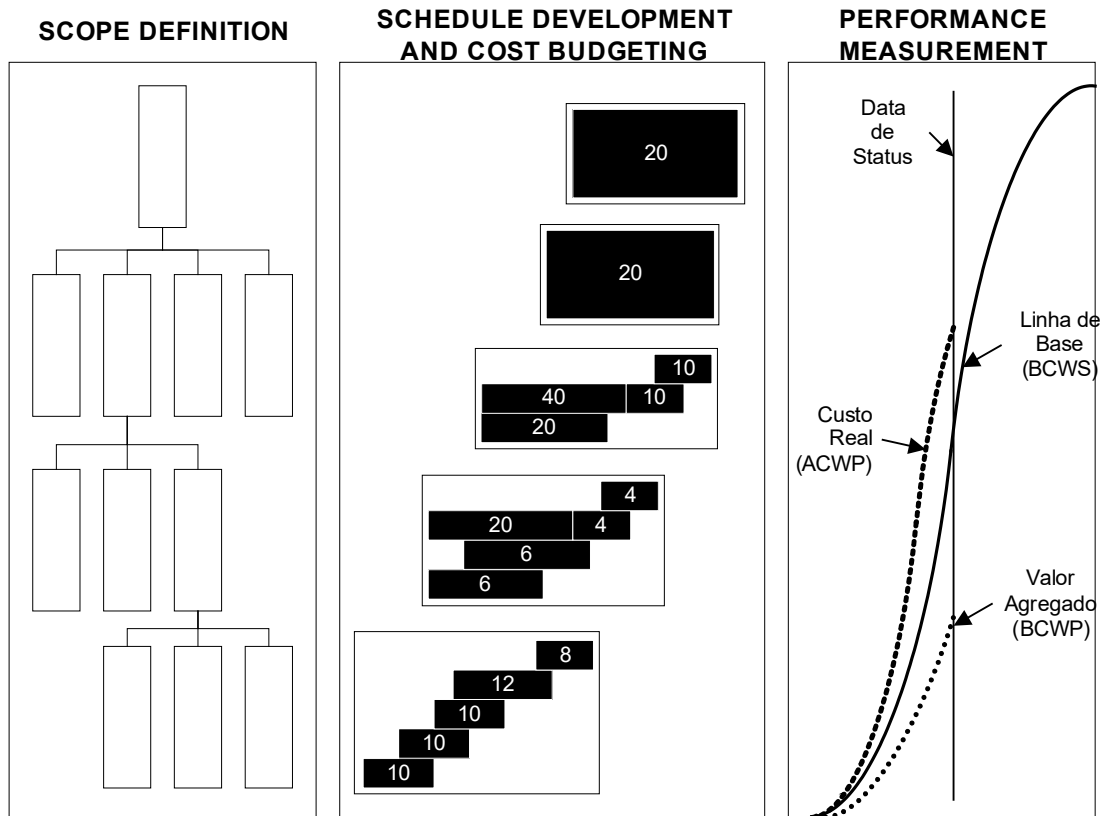 SCOPE DEFINITION
SCHEDULE DEVELOPMENT
AND COST BUDGETING
PERFORMANCE
MEASUREMENT
20
20
10
40 10
20
4
20 4
6
6
8
12
10
10
10
Data
de
Status
Linha de
Base
(BCWS)
Custo
Real
(ACWP)
Valor
Agregado
(BCWP)